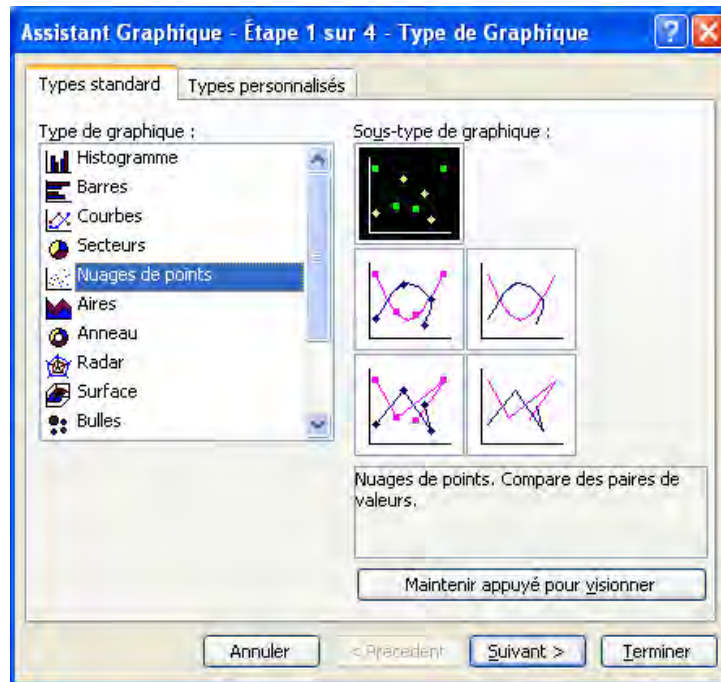 Assistant Graphique - Étape 1 sur 4 - Type de Graphique
Types standard
Types personnalisés
Type de graphique :
Histogramme
Barres
Courbes
Secteurs
Nuages de points
Aires
Anneau
Radar
Surface
Bulles
Sous-type de graphique :
Nuages de points. Compare des paires de
valeurs.
Maintenir appuyé pour visionner
Annuler
< Précédent
Suivant >
Terminer